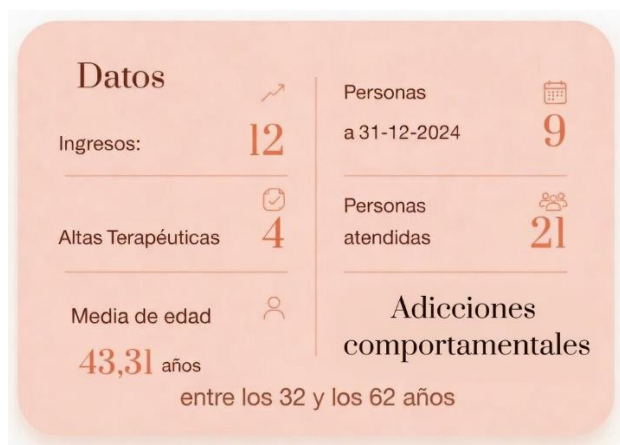 Datos
Ingresos: 12
Altas Terapéuticas 4
Media de edad
43,31 años
Personas
a 31-12-2024 9
Personas
atendidas 21
Adicciones
comportamentales
entre los 32 y los 62 años